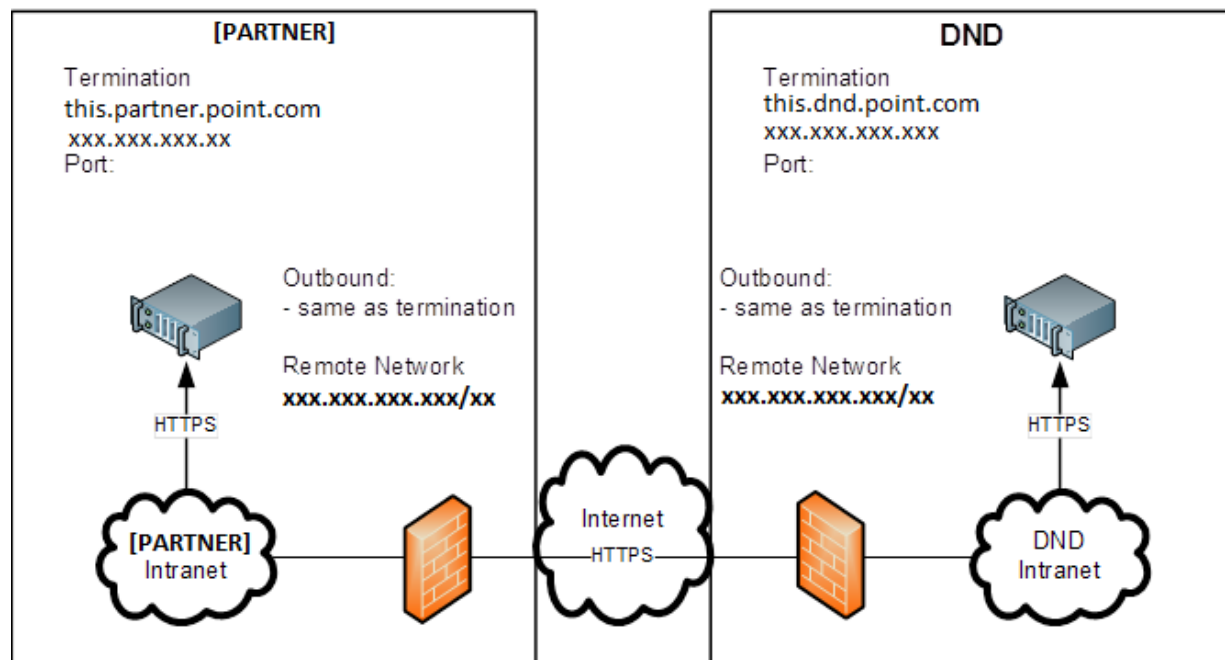 [PARTNER]
Termination
this.partner.point.com
xxx.xxx.xxx.xx
Port:
Outbound:
- same as termination
Remote Network
xxx.xxx.xxx.xxx/xx
HTTPS
[PARTNER]
Intranet
Internet
HTTPS
DND
Termination
this.dnd.point.com
xxx.xxx.xxx.xxx
Port:
Outbound:
- same as termination
Remote Network
xxx.xxx.xxx.xxx/xx
HTTPS
DND
Intranet